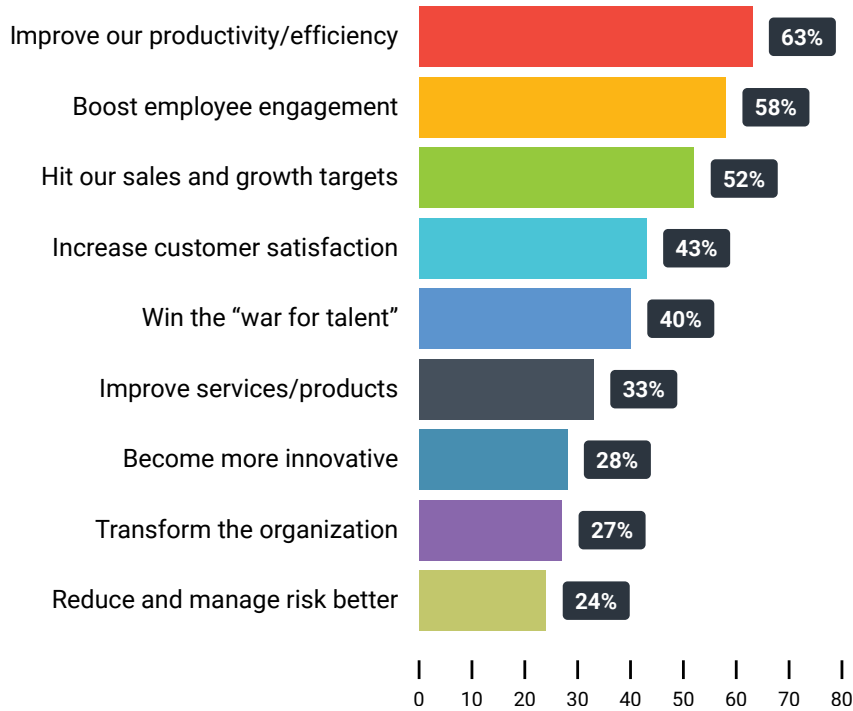 Improve our productivity/efficiency 63%
Boost employee engagement 58%
Hit our sales and growth targets 52%
Increase customer satisfaction 43%
Win the “war for talent” 40%
Improve services/products 33%
Become more innovative 28%
Transform the organization 27%
Reduce and manage risk better 24%
0 10 20 30 40 50 60 70 80